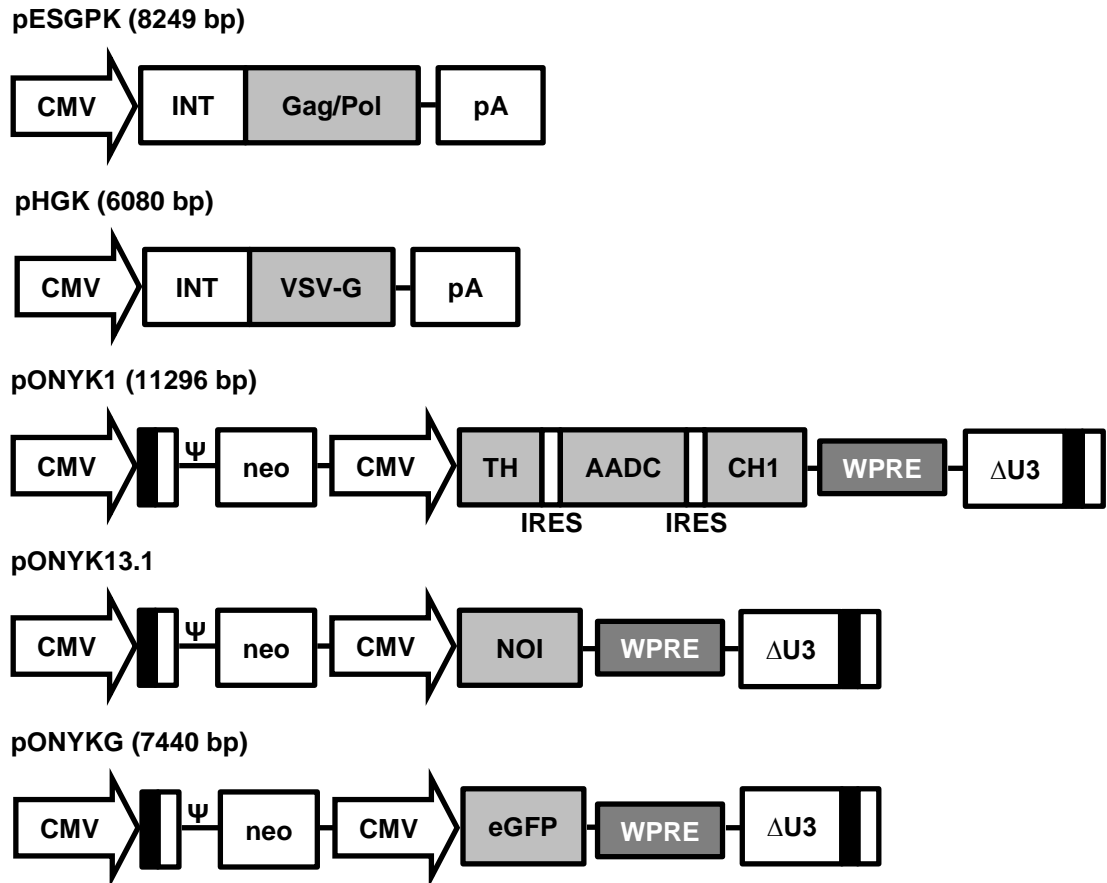 pESGPK (8249 bp)
CMV INT Gag/Pol pA
pHGK (6080 bp)
CMV INT VSV-G pA
pONYK1 (11296 bp)
CMV Ψ neo CMV TH AADC CH1 WPRE ΔU3
IRES IRES
pONYK13.1
CMV Ψ neo CMV NOI WPRE ΔU3
pONYKG (7440 bp)
CMV Ψ neo CMV eGFP WPRE ΔU3